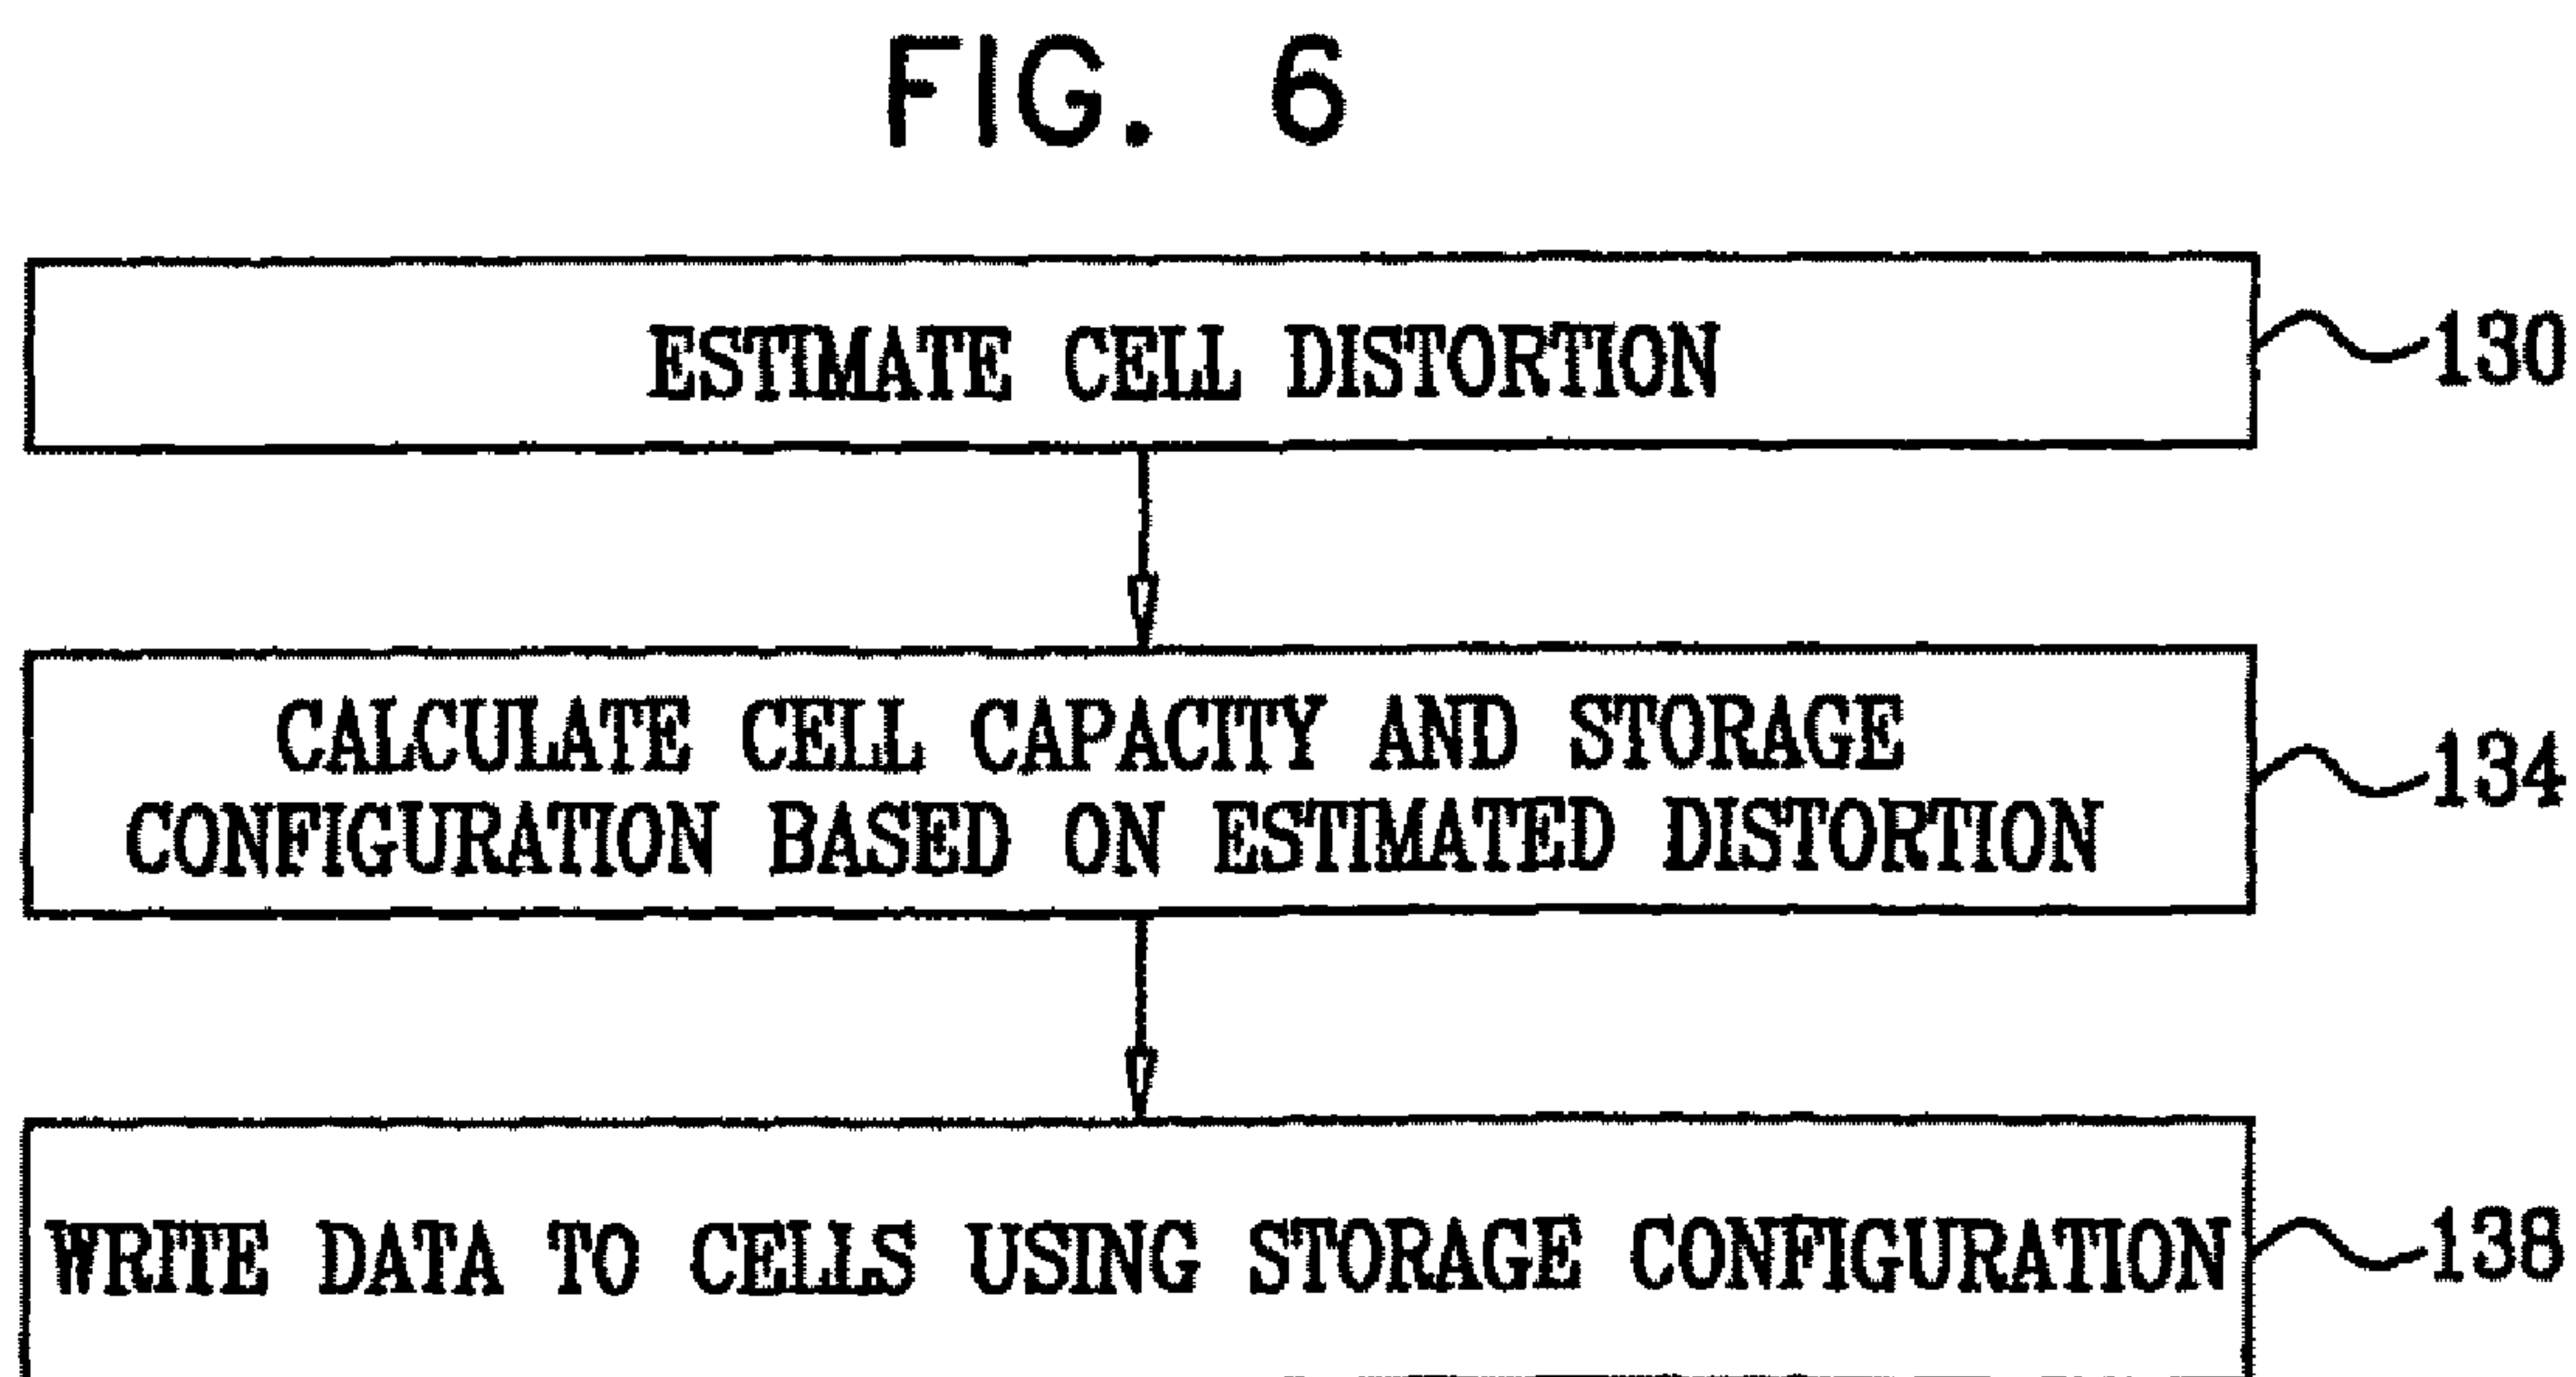 FIG. 6
ESTIMATE CELL DISTORTION
130
CALCULATE CELL CAPACITY AND STORAGE
CONFIGURATION BASED ON ESTIMATED DISTORTION
134
WRITE DATA TO CELLS USING STORAGE CONFIGURATION
138